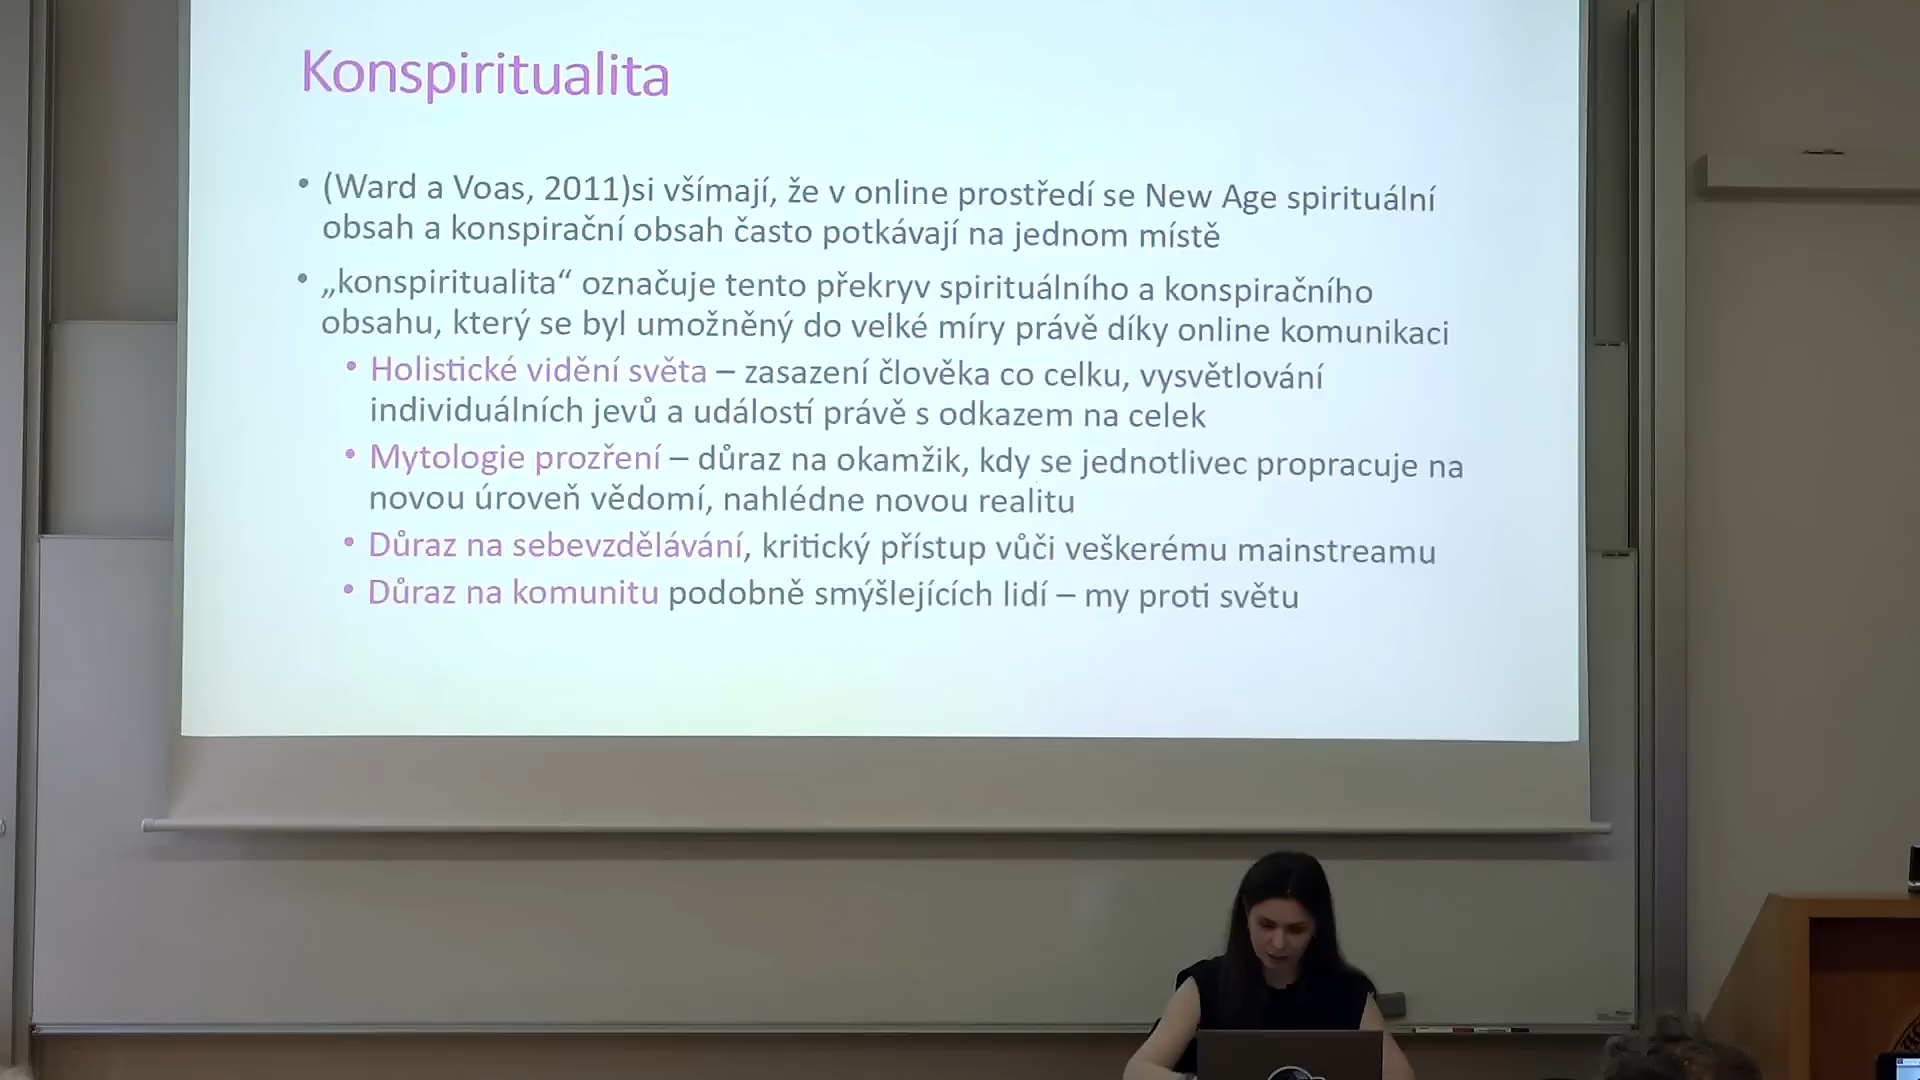 Konspiritualita
• (Ward a Voas, 2011)si všímají, že v online prostředí se New Age spirituální
obsah a konspirační obsah často potkávají na jednom místě
• „konspiritualita“ označuje tento překryv spirituálního a konspiračního
obsahu, který se byl umožněný do velké míry právě díky online komunikaci
• Holistické vidění světa – zasazení člověka co celku, vysvětlování
individuálních jevů a událostí právě s odkazem na celek
• Mytologie prozření – důraz na okamžik, kdy se jednotlivec propracuje na
novou úroveň vědomí, nahlédne novou realitu
• Důraz na sebevzdělávání, kritický přístup vůči veškerému mainstreamu
• Důraz na komunitu podobně smýšlejících lidí – my proti světu